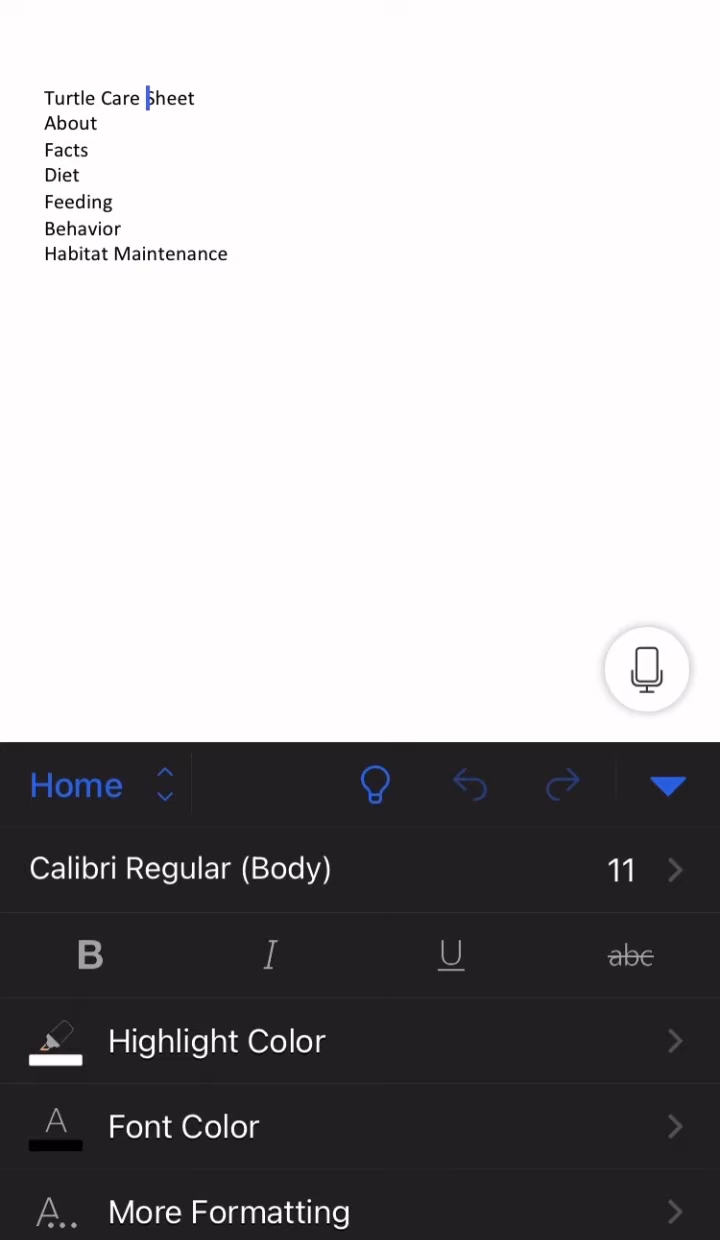 Turtle Care Sheet
About
Facts
Diet
Feeding
Behavior
Habitat Maintenance
Home
Calibri Regular (Body) 11
B I U abc
Highlight Color
A Font Color
A... More Formatting